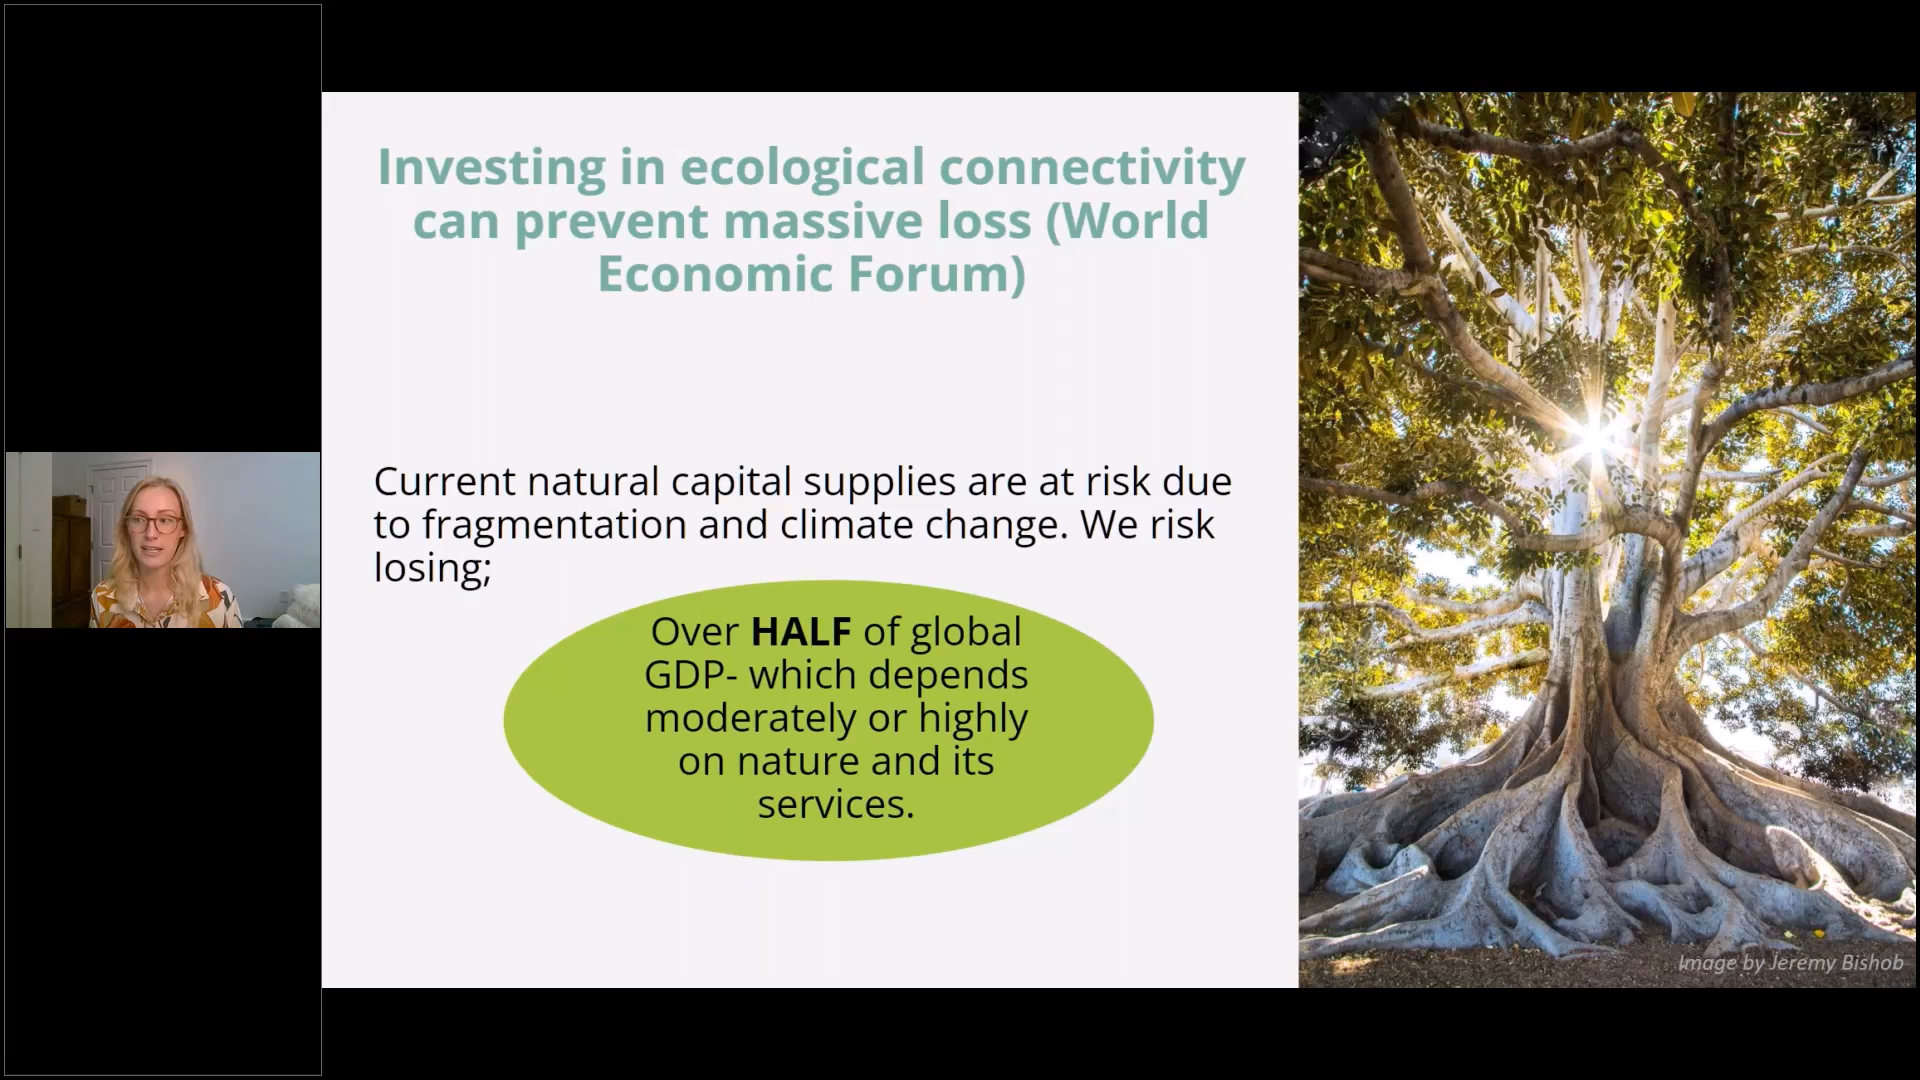 Investing in ecological connectivity
can prevent massive loss (World
Economic Forum)
Current natural capital supplies are at risk due
to fragmentation and climate change. We risk
losing;
Over HALF of global
GDP- which depends
moderately or highly
on nature and its
services.
Image by Jeremy Bishob